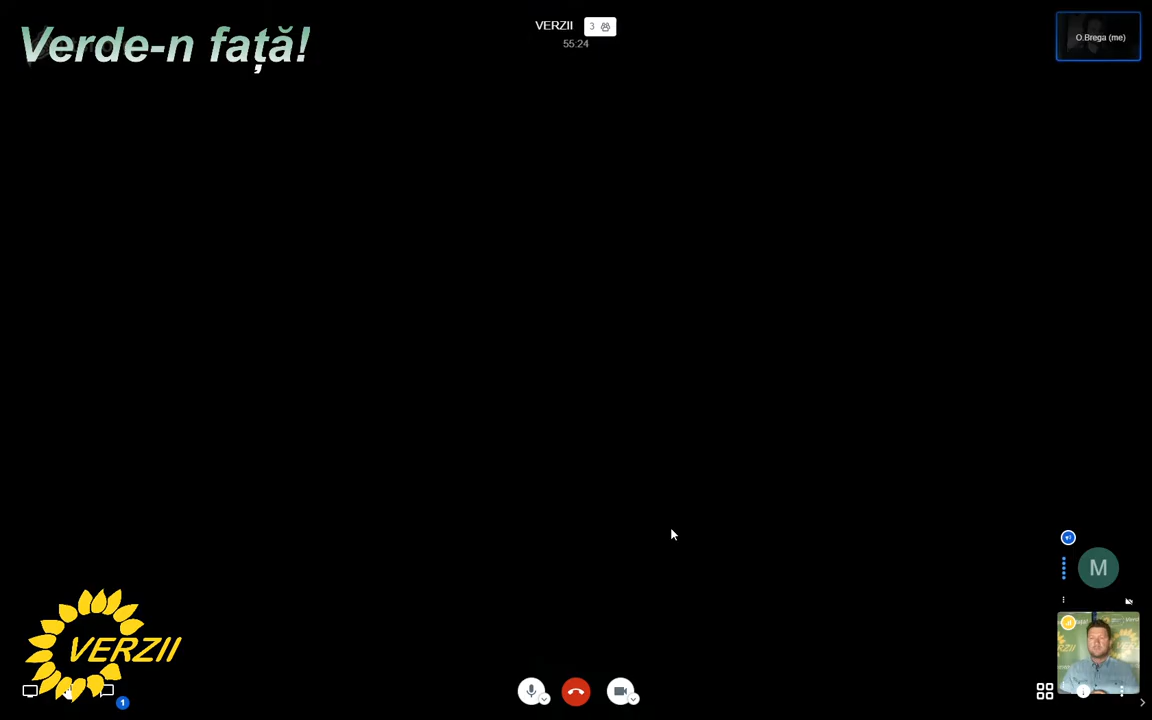 Verde-n față!
VERZII 3
55:24
O.Brega (me)
M
VERZII
1